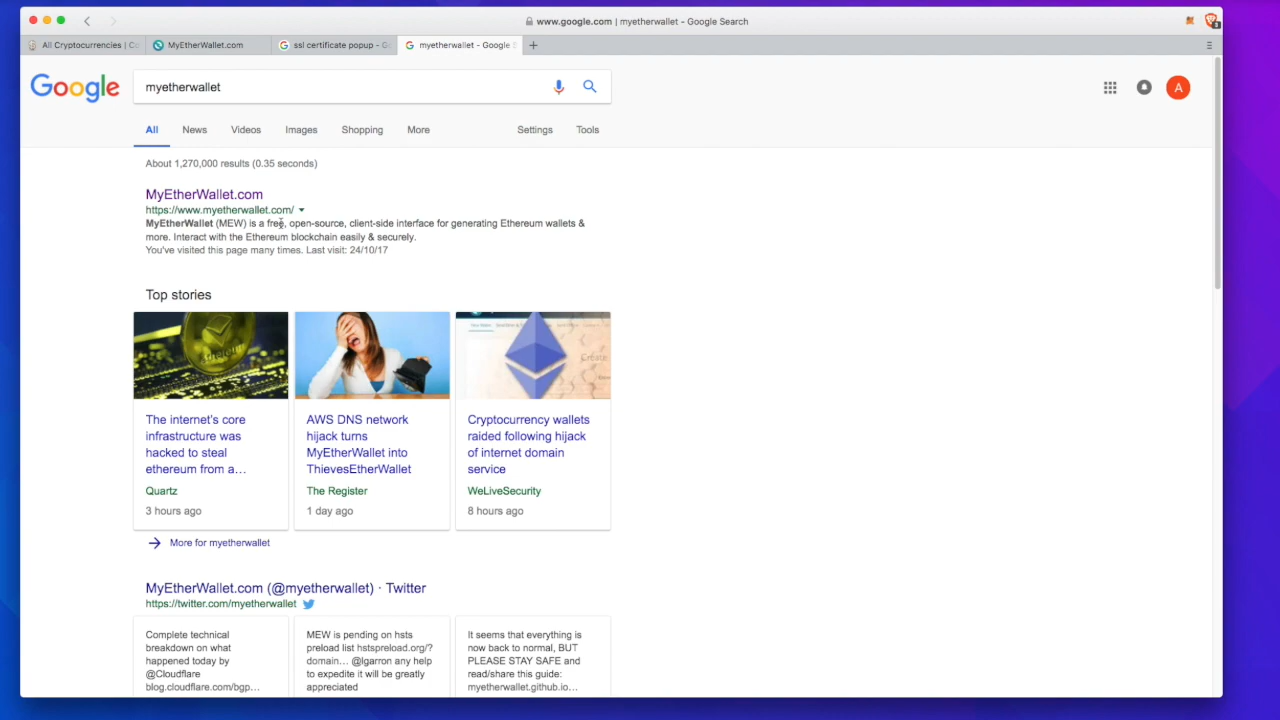 www.google.com | myetherwallet - Google Search
3
All Cryptocurrencies | C
MyEtherWallet.com
ssl certificate popup - G
myetherwallet - Google S
Google
myetherwallet
A
All
News
Videos
Images
Shopping
More
Settings
Tools
About 1,270,000 results (0.35 seconds)
MyEtherWallet.com
https://www.myetherwallet.com/
MyEtherWallet (MEW) is a free, open-source, client-side interface for generating Ethereum wallets &
more. Interact with the Ethereum blockchain easily & securely.
You've visited this page many times. Last visit: 24/10/17
Top stories
The internet's core
infrastructure was
hacked to steal
ethereum from a…
Quartz
3 hours ago
AWS DNS network
hijack turns
MyEtherWallet into
ThievesEtherWallet
The Register
1 day ago
Cryptocurrency wallets
raided following hijack
of internet domain
service
WeLiveSecurity
8 hours ago
More for myetherwallet
MyEtherWallet.com (@myetherwallet) · Twitter
https://twitter.com/myetherwallet
Complete technical
breakdown on what
happened today by
@Cloudflare
blog.cloudflare.com/bgp…
MEW is pending on hsts
preload list hstspreload.org/?
domain… @lgarron any help
to expedite it will be greatly
appreciated
It seems that everything is
now back to normal, BUT
PLEASE STAY SAFE and
read/share this guide:
myetherwallet.github.io…